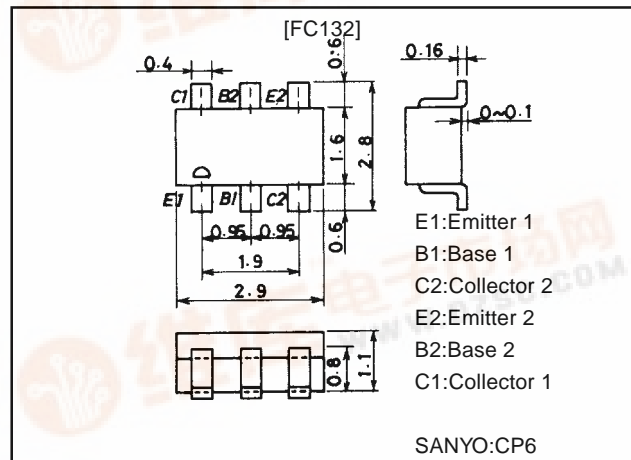 [FC132]
0.4
0.6
0.16
C1 B2 E2
0~0.1
1.6
2.8
E1 B1 C2
0.6
0.95 0.95
1.9
2.9
E1:Emitter 1
B1:Base 1
C2:Collector 2
E2:Emitter 2
B2:Base 2
C1:Collector 1
0.8
1.1
SANYO:CP6